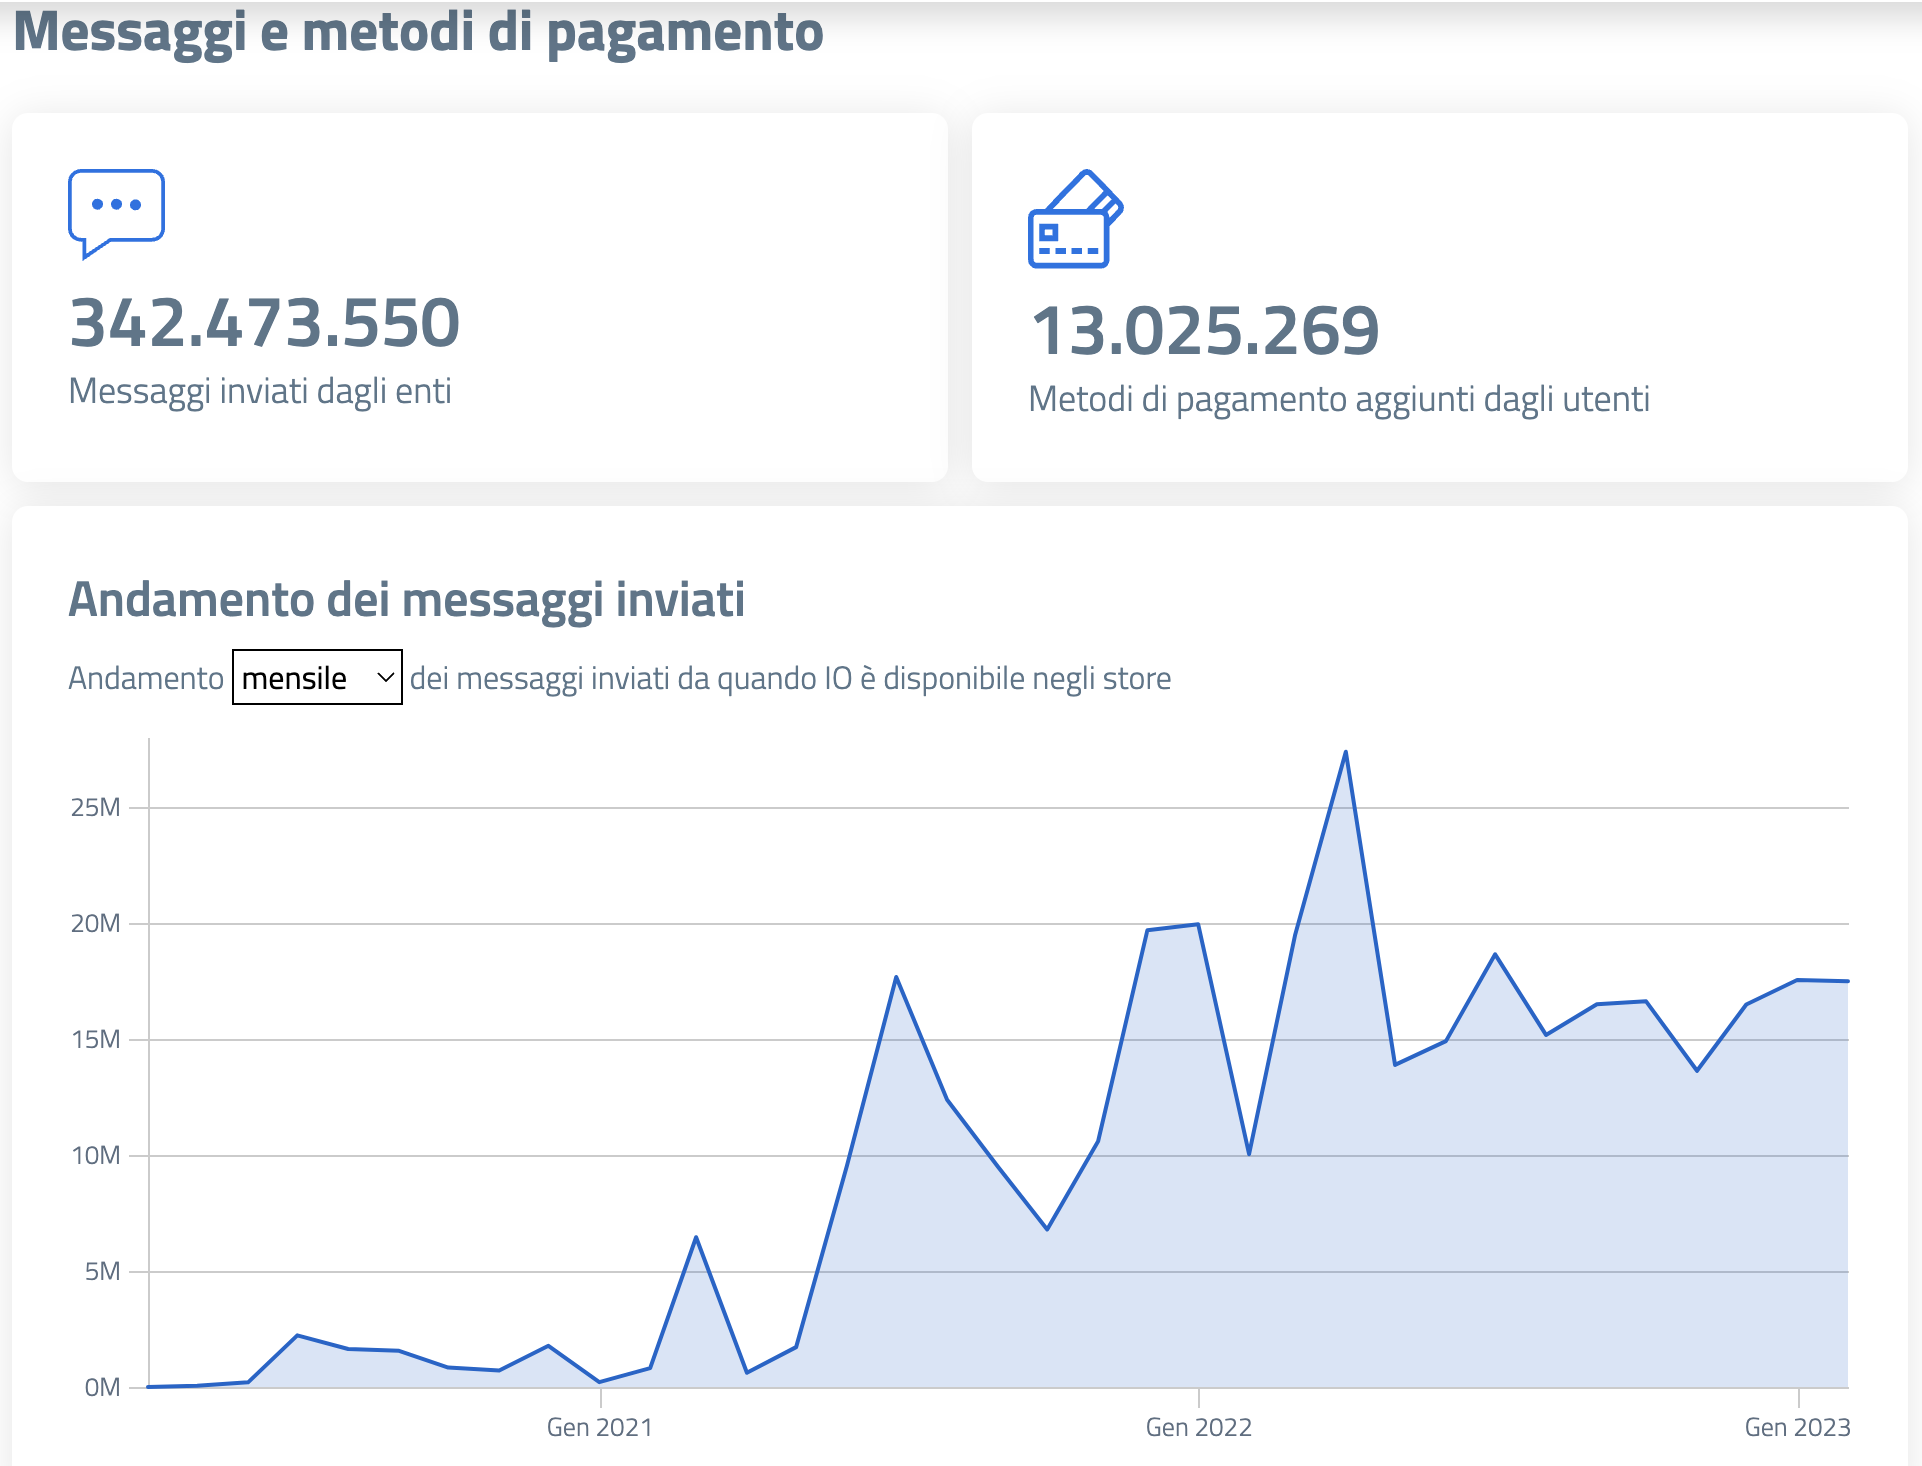 Messaggi e metodi di pagamento
342.473.550
Messaggi inviati dagli enti
13.025.269
Metodi di pagamento aggiunti dagli utenti
Andamento dei messaggi inviati
Andamento mensile dei messaggi inviati da quando IO è disponibile negli store
25M
20M
15M
10M
5M
0M
Gen 2021 Gen 2022 Gen 2023